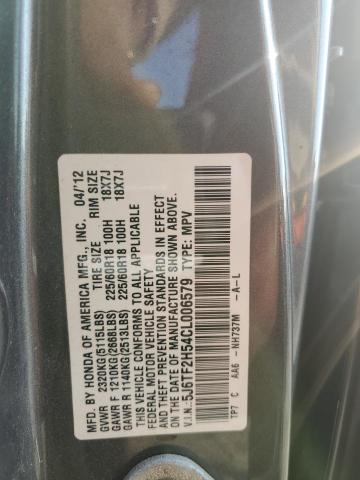 MFD. BY HONDA OF AMERICA MFG., INC. 04/'12
GVWR 2320KG(5115LBS) TIRE SIZE RIM SIZE
GAWR F 1210KG(2668LBS) 225/60R18 100H 18X7J
GAWR R 1140KG(2513LBS) 225/60R18 100H 18X7J
THIS VEHICLE CONFORMS TO ALL APPLICABLE
FEDERAL MOTOR VEHICLE SAFETY
AND THEFT PREVENTION STANDARDS IN EFFECT
ON THE DATE OF MANUFACTURE SHOWN ABOVE.
V.I.N.: 5J6TF2H54CL006579 TYPE: MPV
TP7 C AA6 -NH737M -A-L